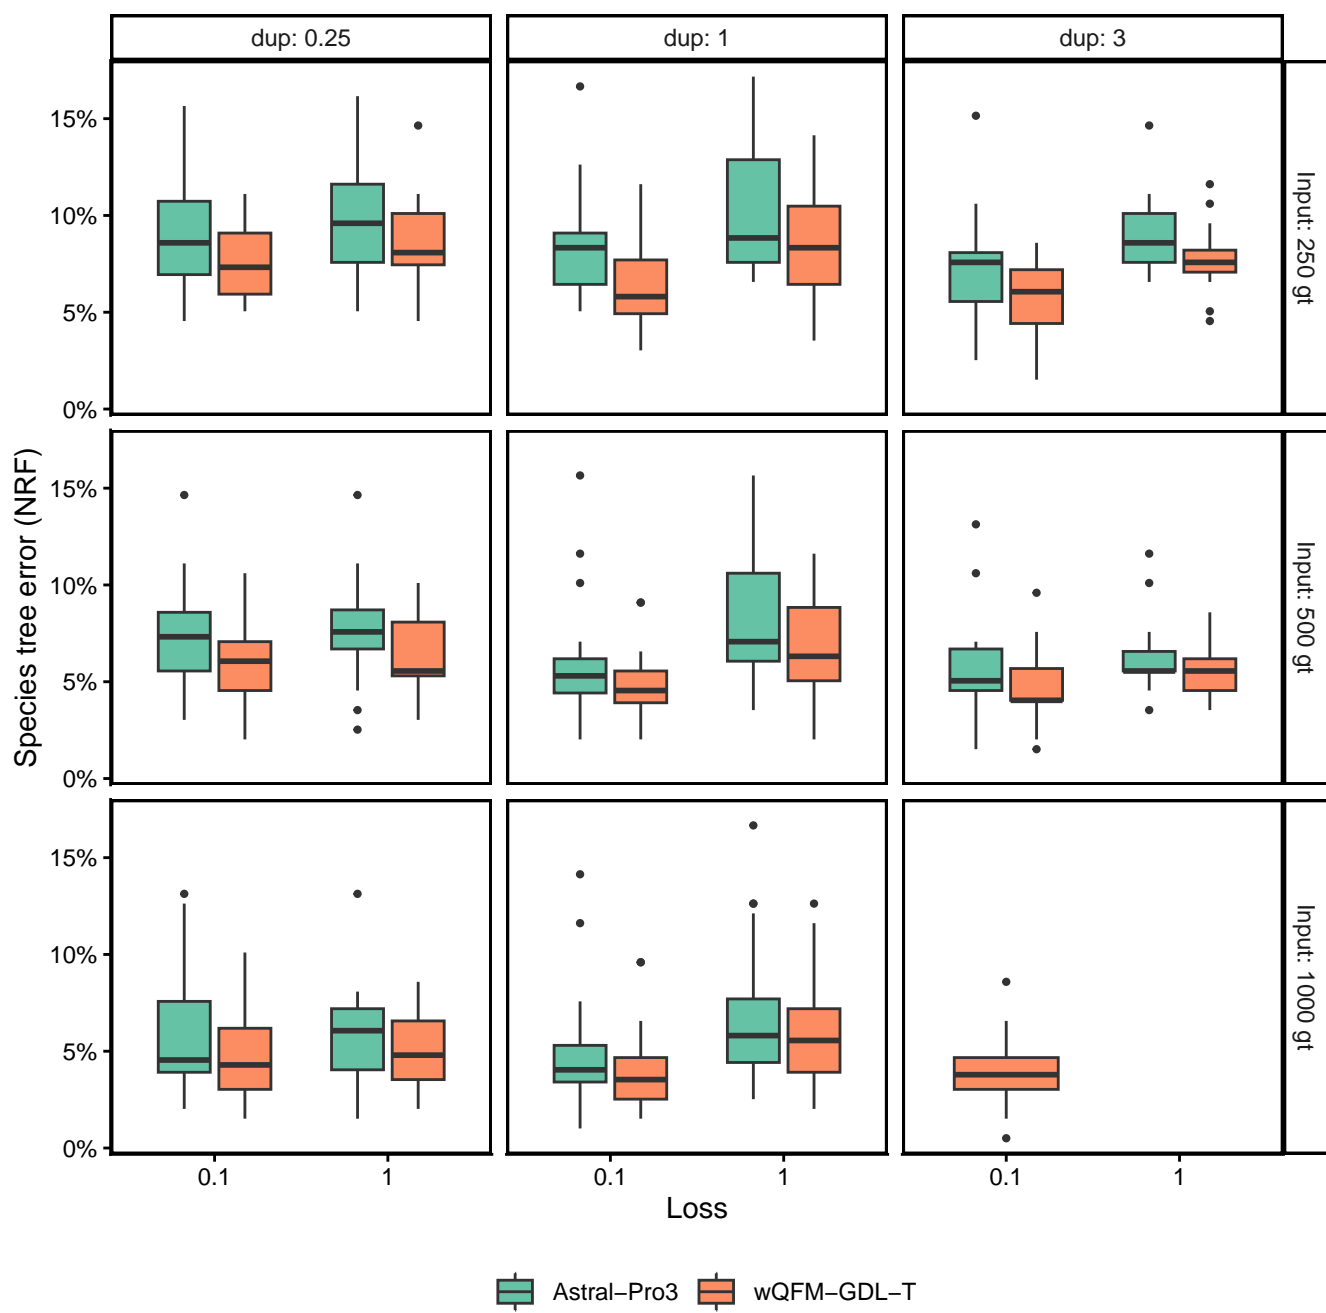 dup: 0.25
dup: 1
dup: 3
15%
10%
5%
0%
Input: 250 gt
15%
10%
5%
0%
Input: 500 gt
15%
10%
5%
0%
Input: 1000 gt
Species tree error (NRF)
0.1
1
0.1
1
0.1
1
Loss
Astral−Pro3
wQFM−GDL−T